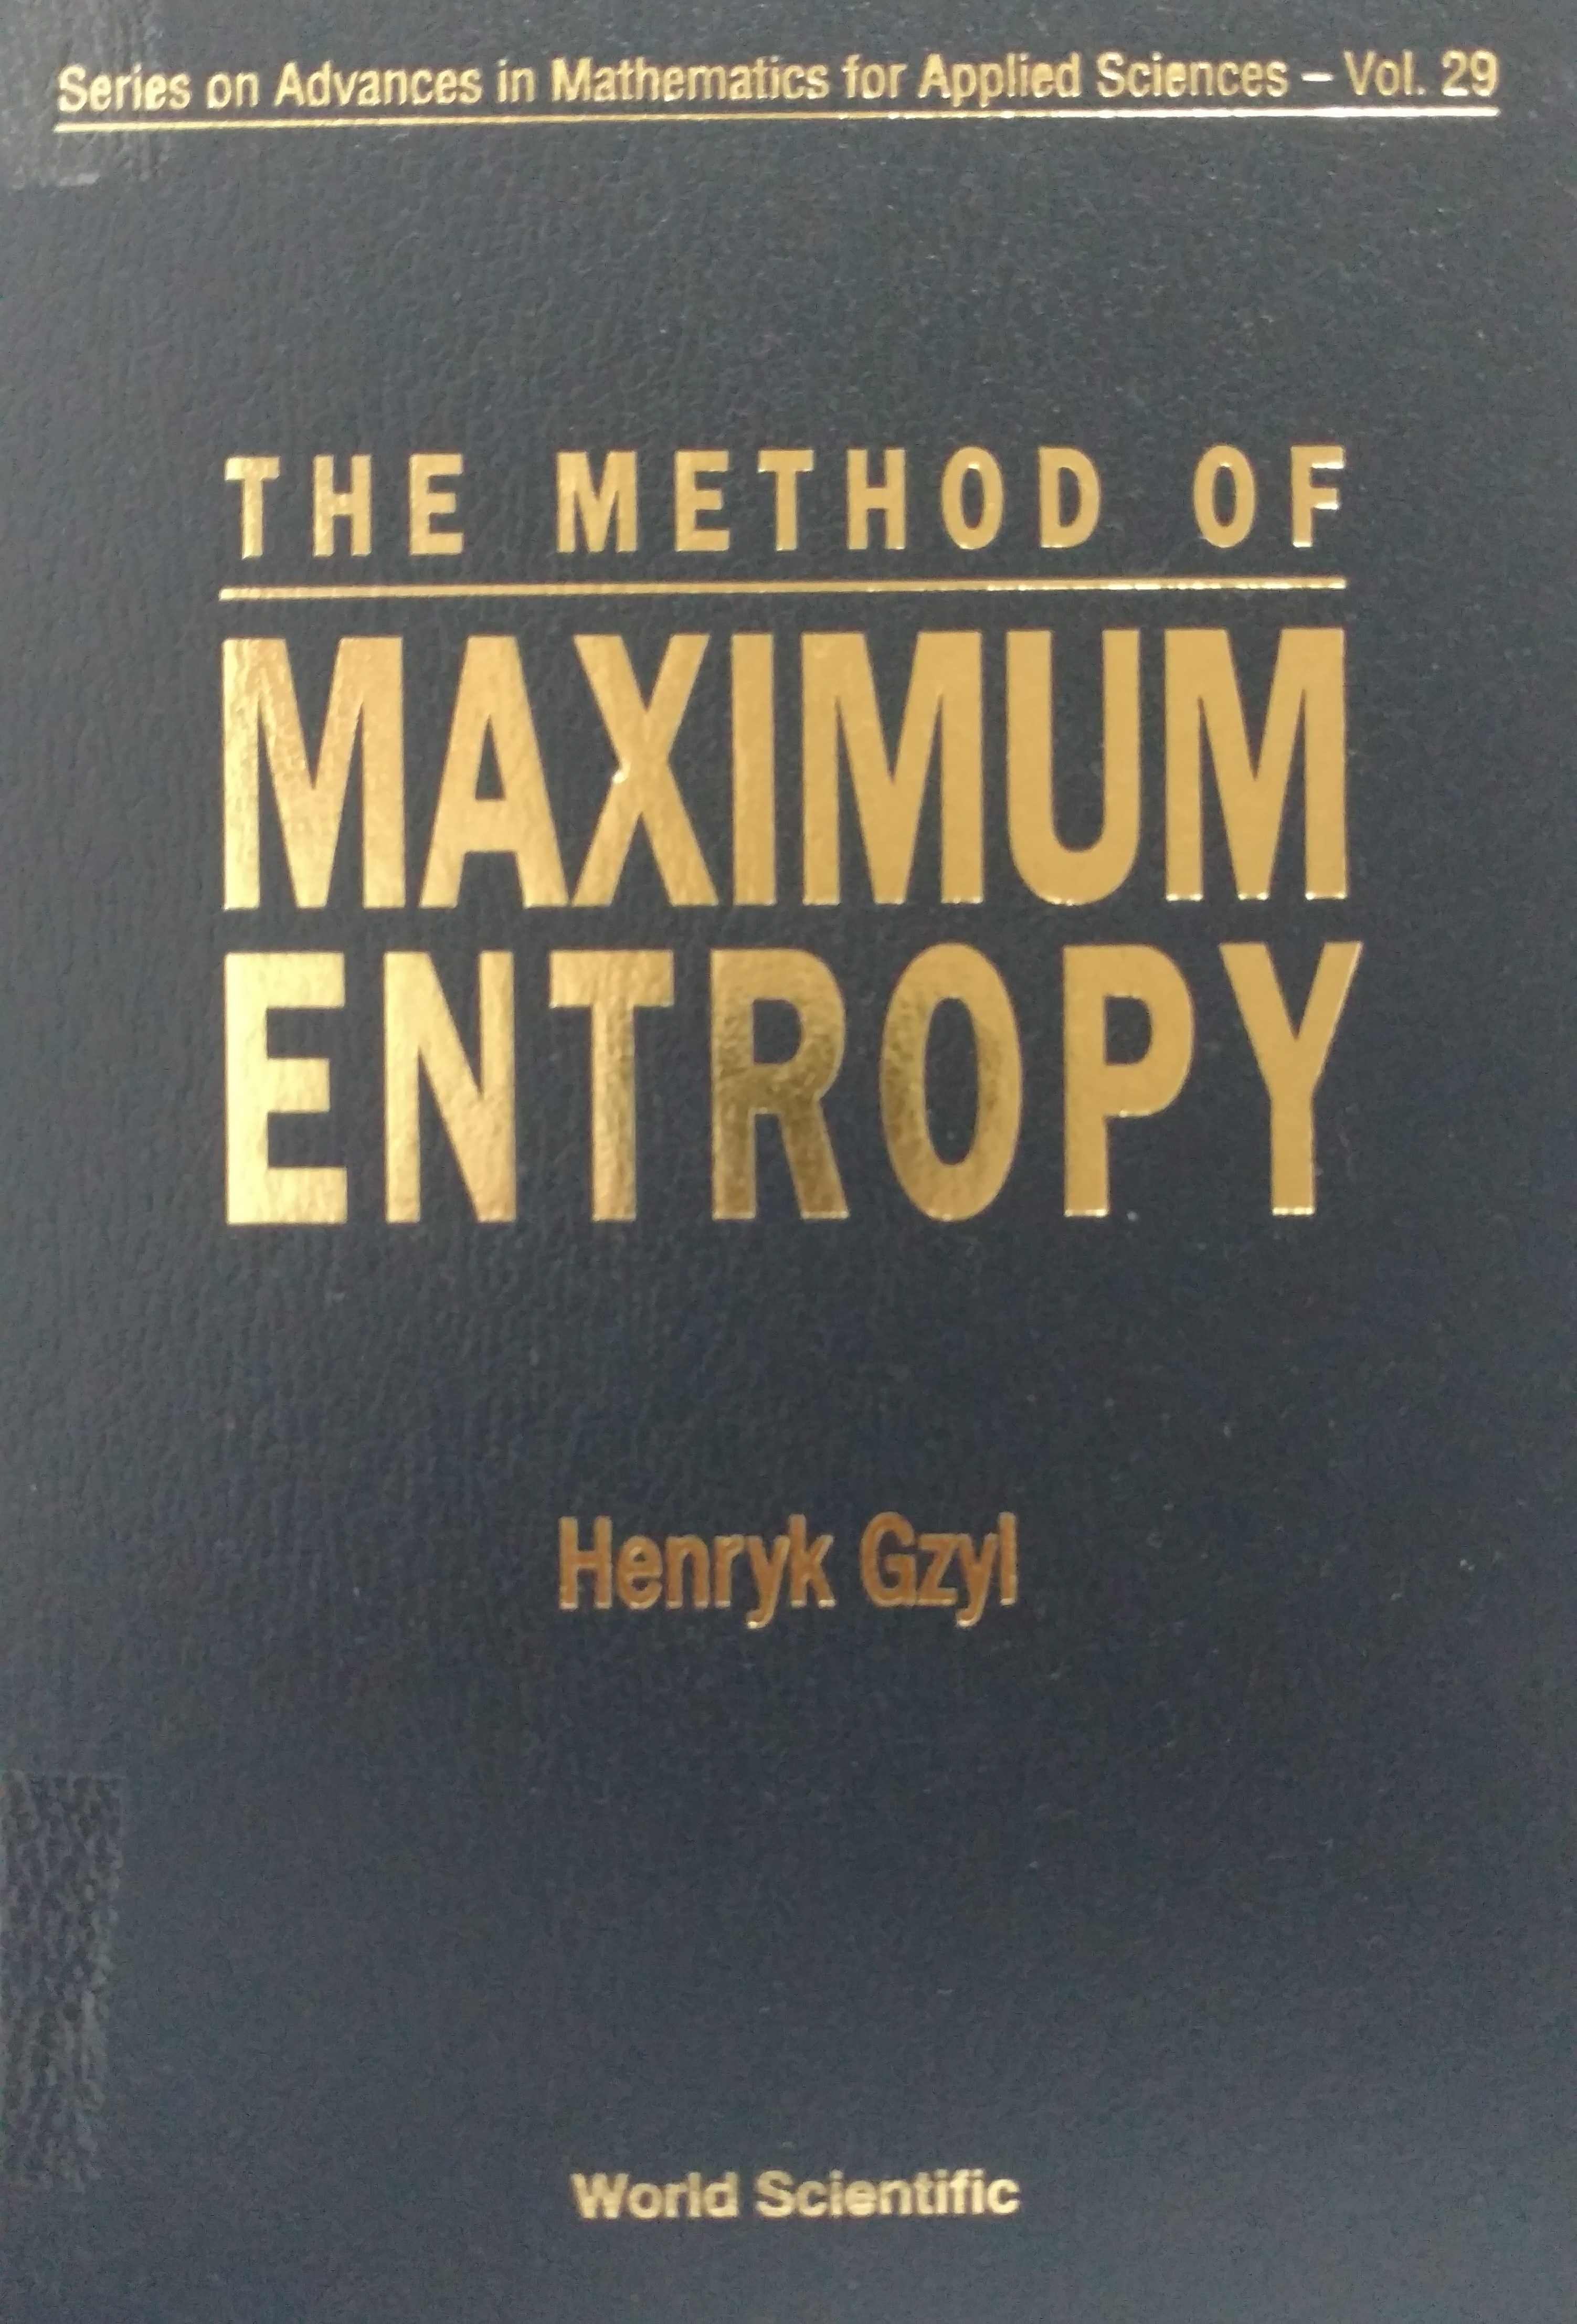 Series on Advances in Mathematics for Applied Sciences – Vol. 29
THE METHOD OF
MAXIMUM
ENTROPY
Henryk Gzyl
World Scientific